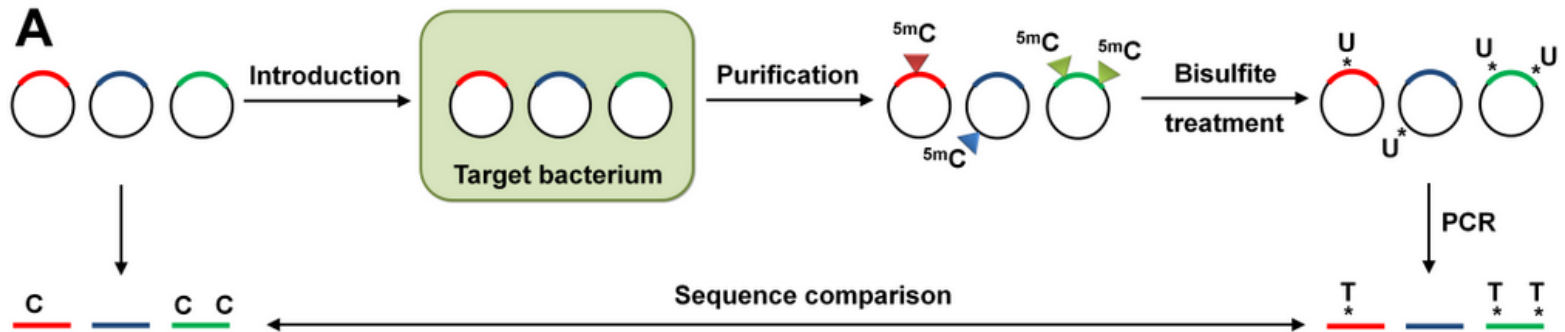 A
Introduction
Target bacterium
Purification
5mC
5mC
5mC
5mC
Bisulfite
treatment
U
*
U
*
U
*
U
*
PCR
C
C C
Sequence comparison
T
*
T T
* *